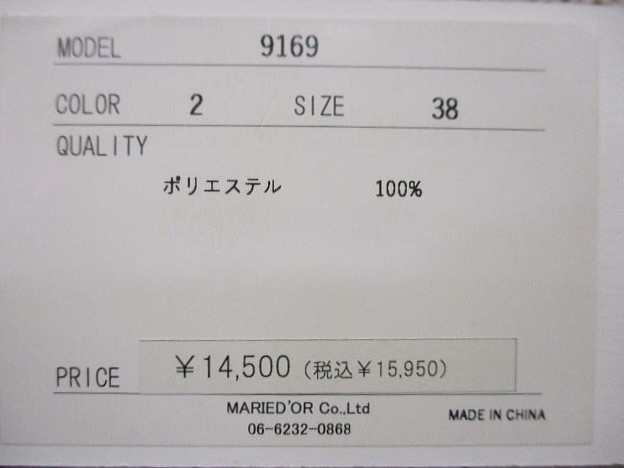 MODEL 9169
COLOR 2 SIZE 38
QUALITY
ポリエステル 100%
PRICE ¥14,500 (税込¥15,950)
MARIED'OR Co.,Ltd
06-6232-0868
MADE IN CHINA